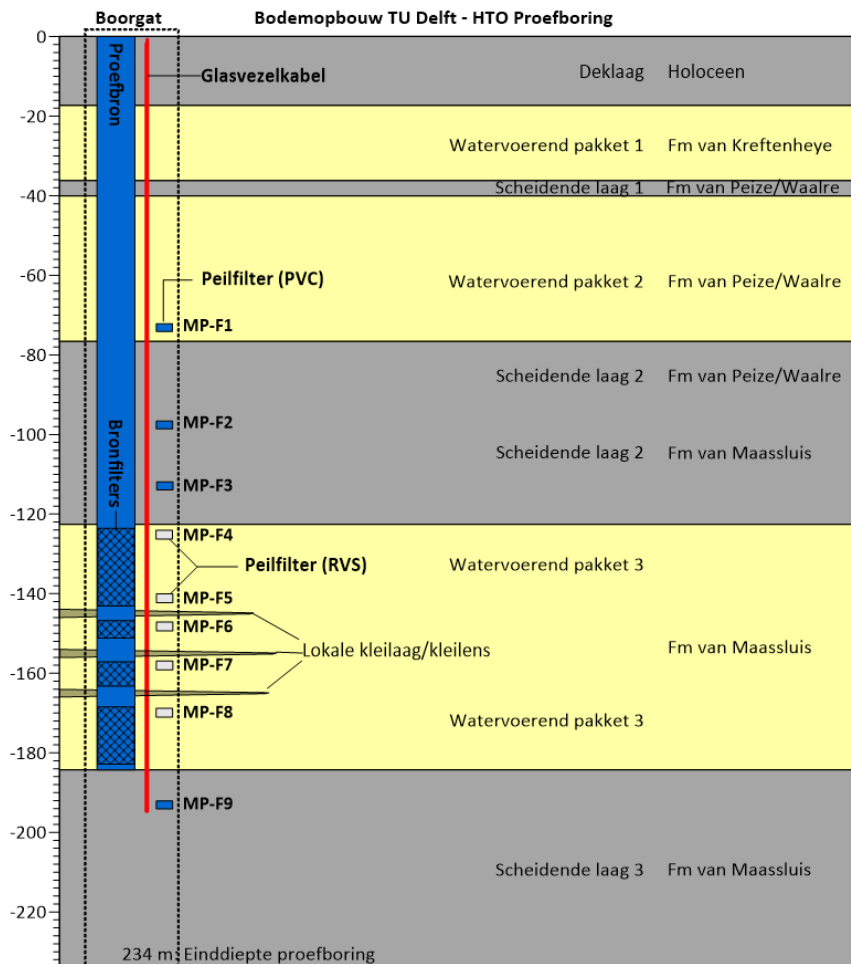 Boorgat
Bodemopbouw TU Delft - HTO Proefboring
0
-20
-40
-60
-80
-100
-120
-140
-160
-180
-200
-220
Proefbron
Bronfilters
Glasvezelkabel
Deklaag Holoceen
Watervoerend pakket 1 Fm van Kreftenheye
Scheidende laag 1 Fm van Peize/Waalre
Peilfilter (PVC)
Watervoerend pakket 2 Fm van Peize/Waalre
MP-F1
Scheidende laag 2 Fm van Peize/Waalre
MP-F2
Scheidende laag 2 Fm van Maassluis
MP-F3
MP-F4
Peilfilter (RVS)
Watervoerend pakket 3
MP-F5
MP-F6
Lokale kleilaag/kleilens
Fm van Maassluis
MP-F7
MP-F8
Watervoerend pakket 3
MP-F9
Scheidende laag 3 Fm van Maassluis
234 m: Einddiepte proefboring